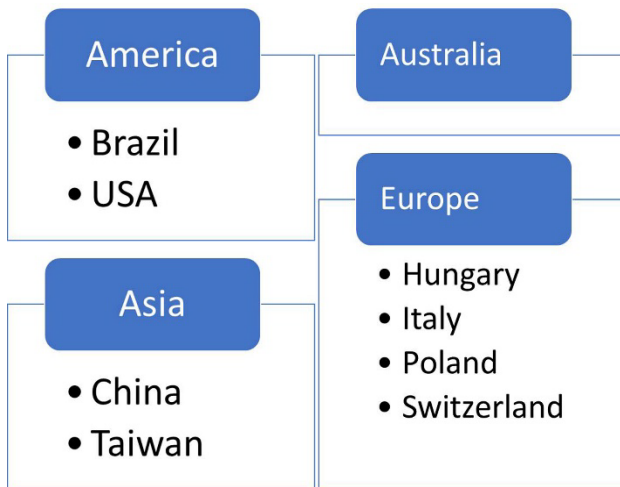 America
• Brazil
• USA
Asia
• China
• Taiwan
Australia
Europe
• Hungary
• Italy
• Poland
• Switzerland